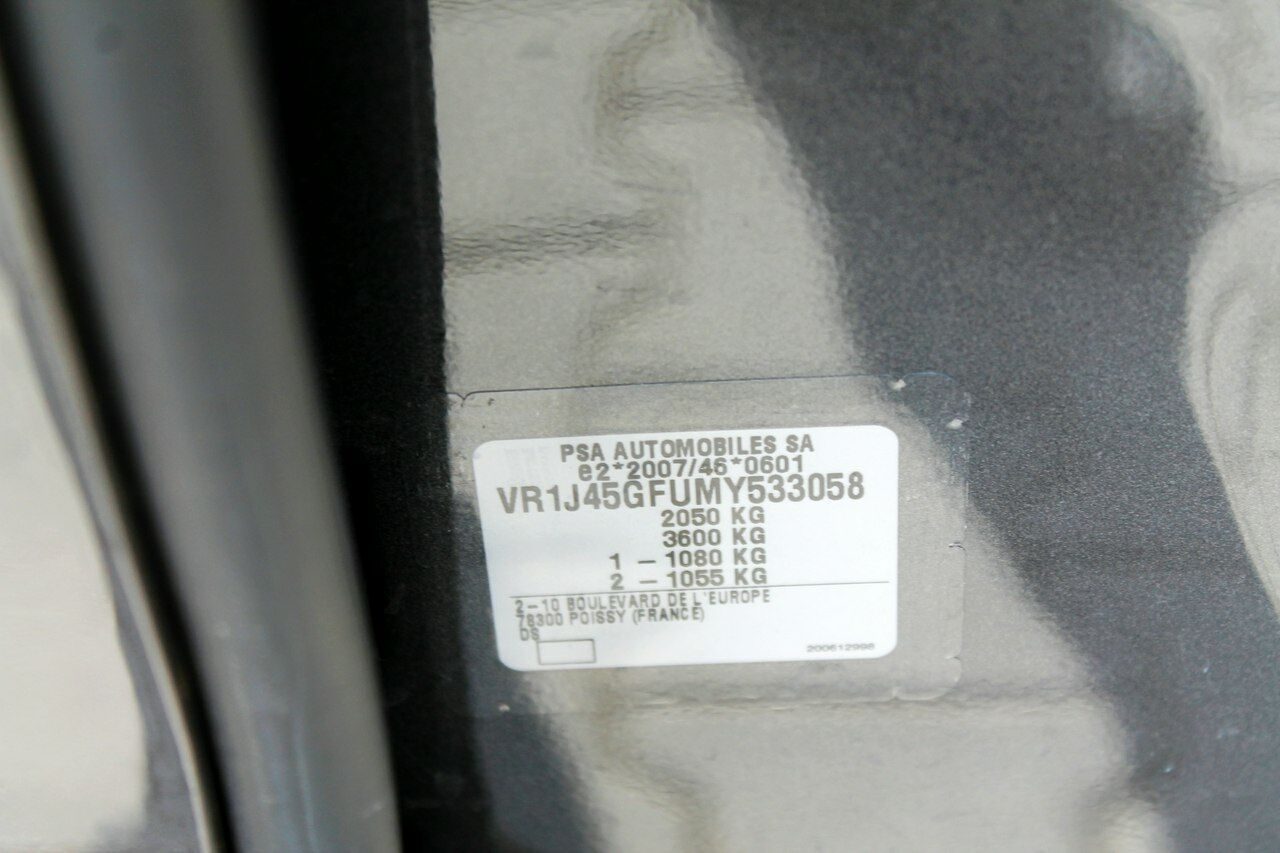 PSA AUTOMOBILES SA
e2*2007/46*0601
VR1J45GFUMY533058
2050 KG
3600 KG
1 – 1080 KG
2 – 1055 KG
2–10 BOULEVARD DE L'EUROPE
78300 POISSY (FRANCE)
DS
200612998